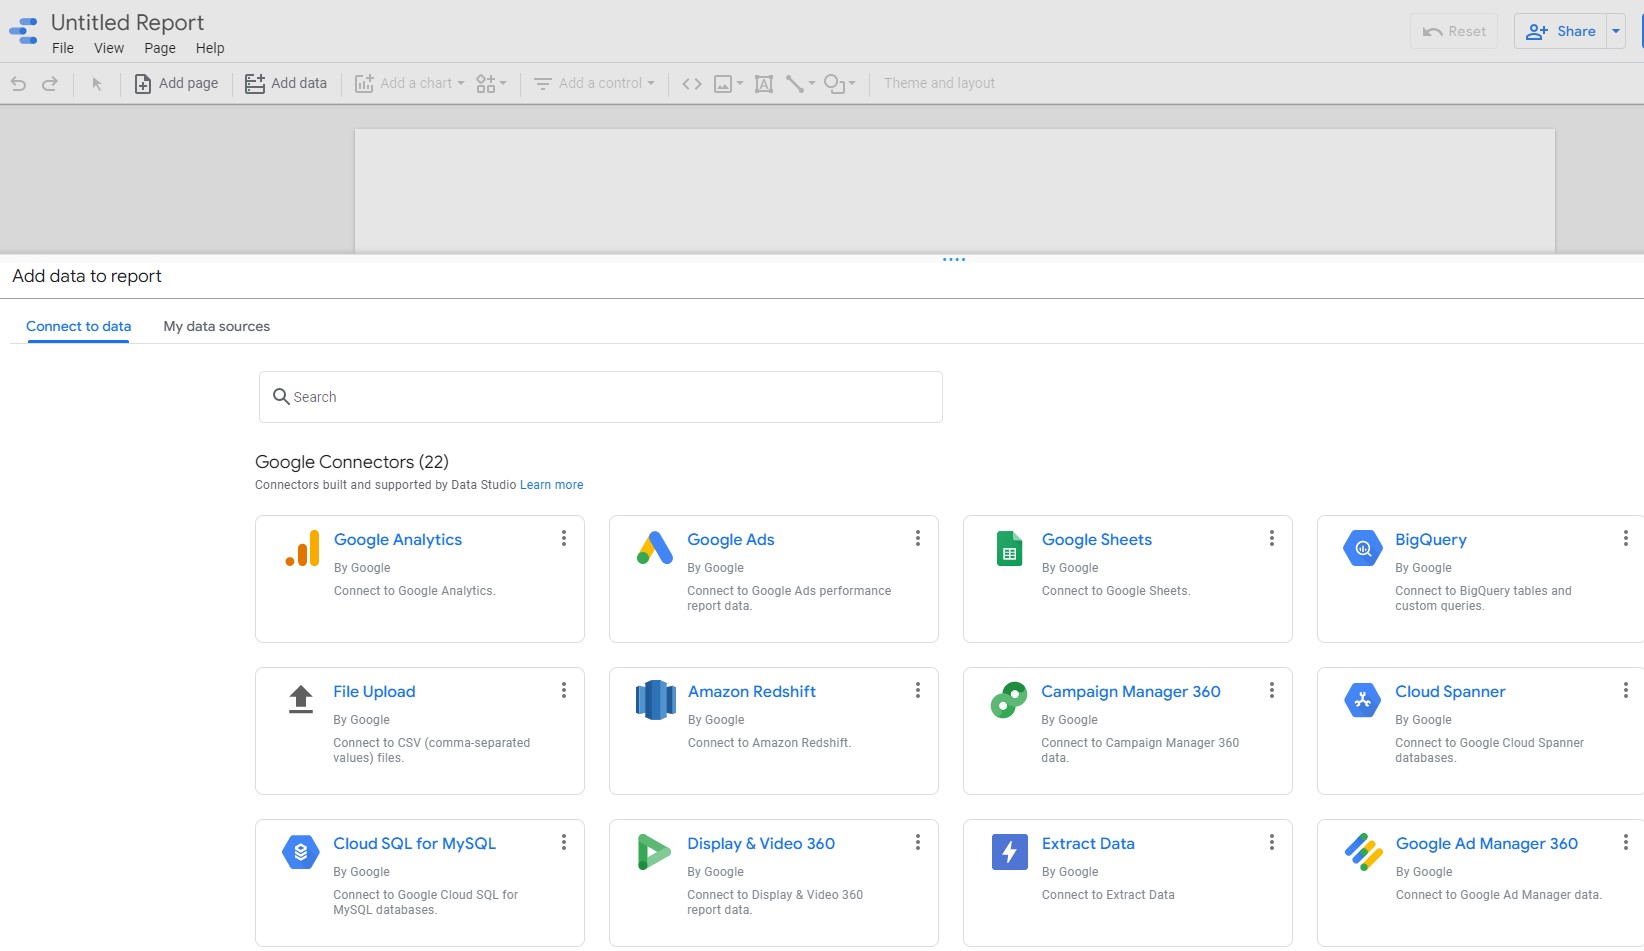 Untitled Report
File View Page Help
Reset
Share
Add page
Add data
Add a chart
Add a control
Theme and layout
Add data to report
Connect to data
My data sources
Search
Google Connectors (22)
Connectors built and supported by Data Studio Learn more
Google Analytics
By Google
Connect to Google Analytics.
Google Ads
By Google
Connect to Google Ads performance
report data.
Google Sheets
By Google
Connect to Google Sheets.
BigQuery
By Google
Connect to BigQuery tables and
custom queries.
File Upload
By Google
Connect to CSV (comma-separated
values) files.
Amazon Redshift
By Google
Connect to Amazon Redshift.
Campaign Manager 360
By Google
Connect to Campaign Manager 360
data.
Cloud Spanner
By Google
Connect to Google Cloud Spanner
databases.
Cloud SQL for MySQL
By Google
Connect to Google Cloud SQL for
MySQL databases.
Display & Video 360
By Google
Connect to Display & Video 360
report data.
Extract Data
By Google
Connect to Extract Data
Google Ad Manager 360
By Google
Connect to Google Ad Manager data.